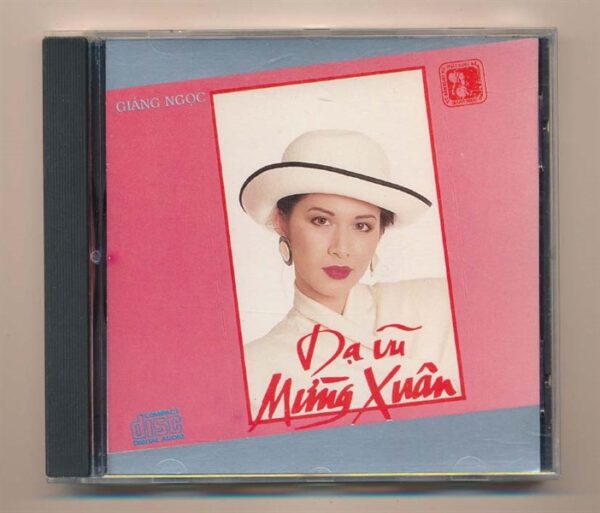 GIÁNG NGỌC
Dạ Vũ
Mừng Xuân
COMPACT
disc
DIGITAL AUDIO